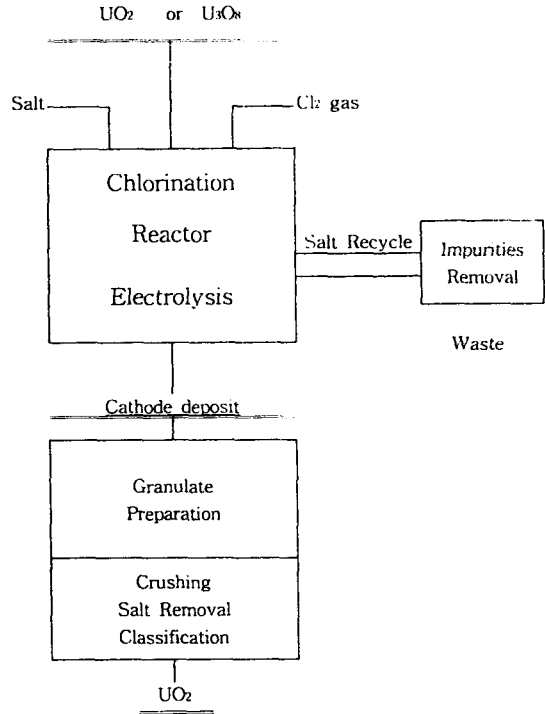 UO₂ or U₃O₈
Salt
Cl₂ gas
Chlorination
Reactor
Electrolysis
Salt Recycle
Impurities
Removal
Waste
Cathode deposit
Granulate
Preparation
Crushing
Salt Removal
Classification
UO₂